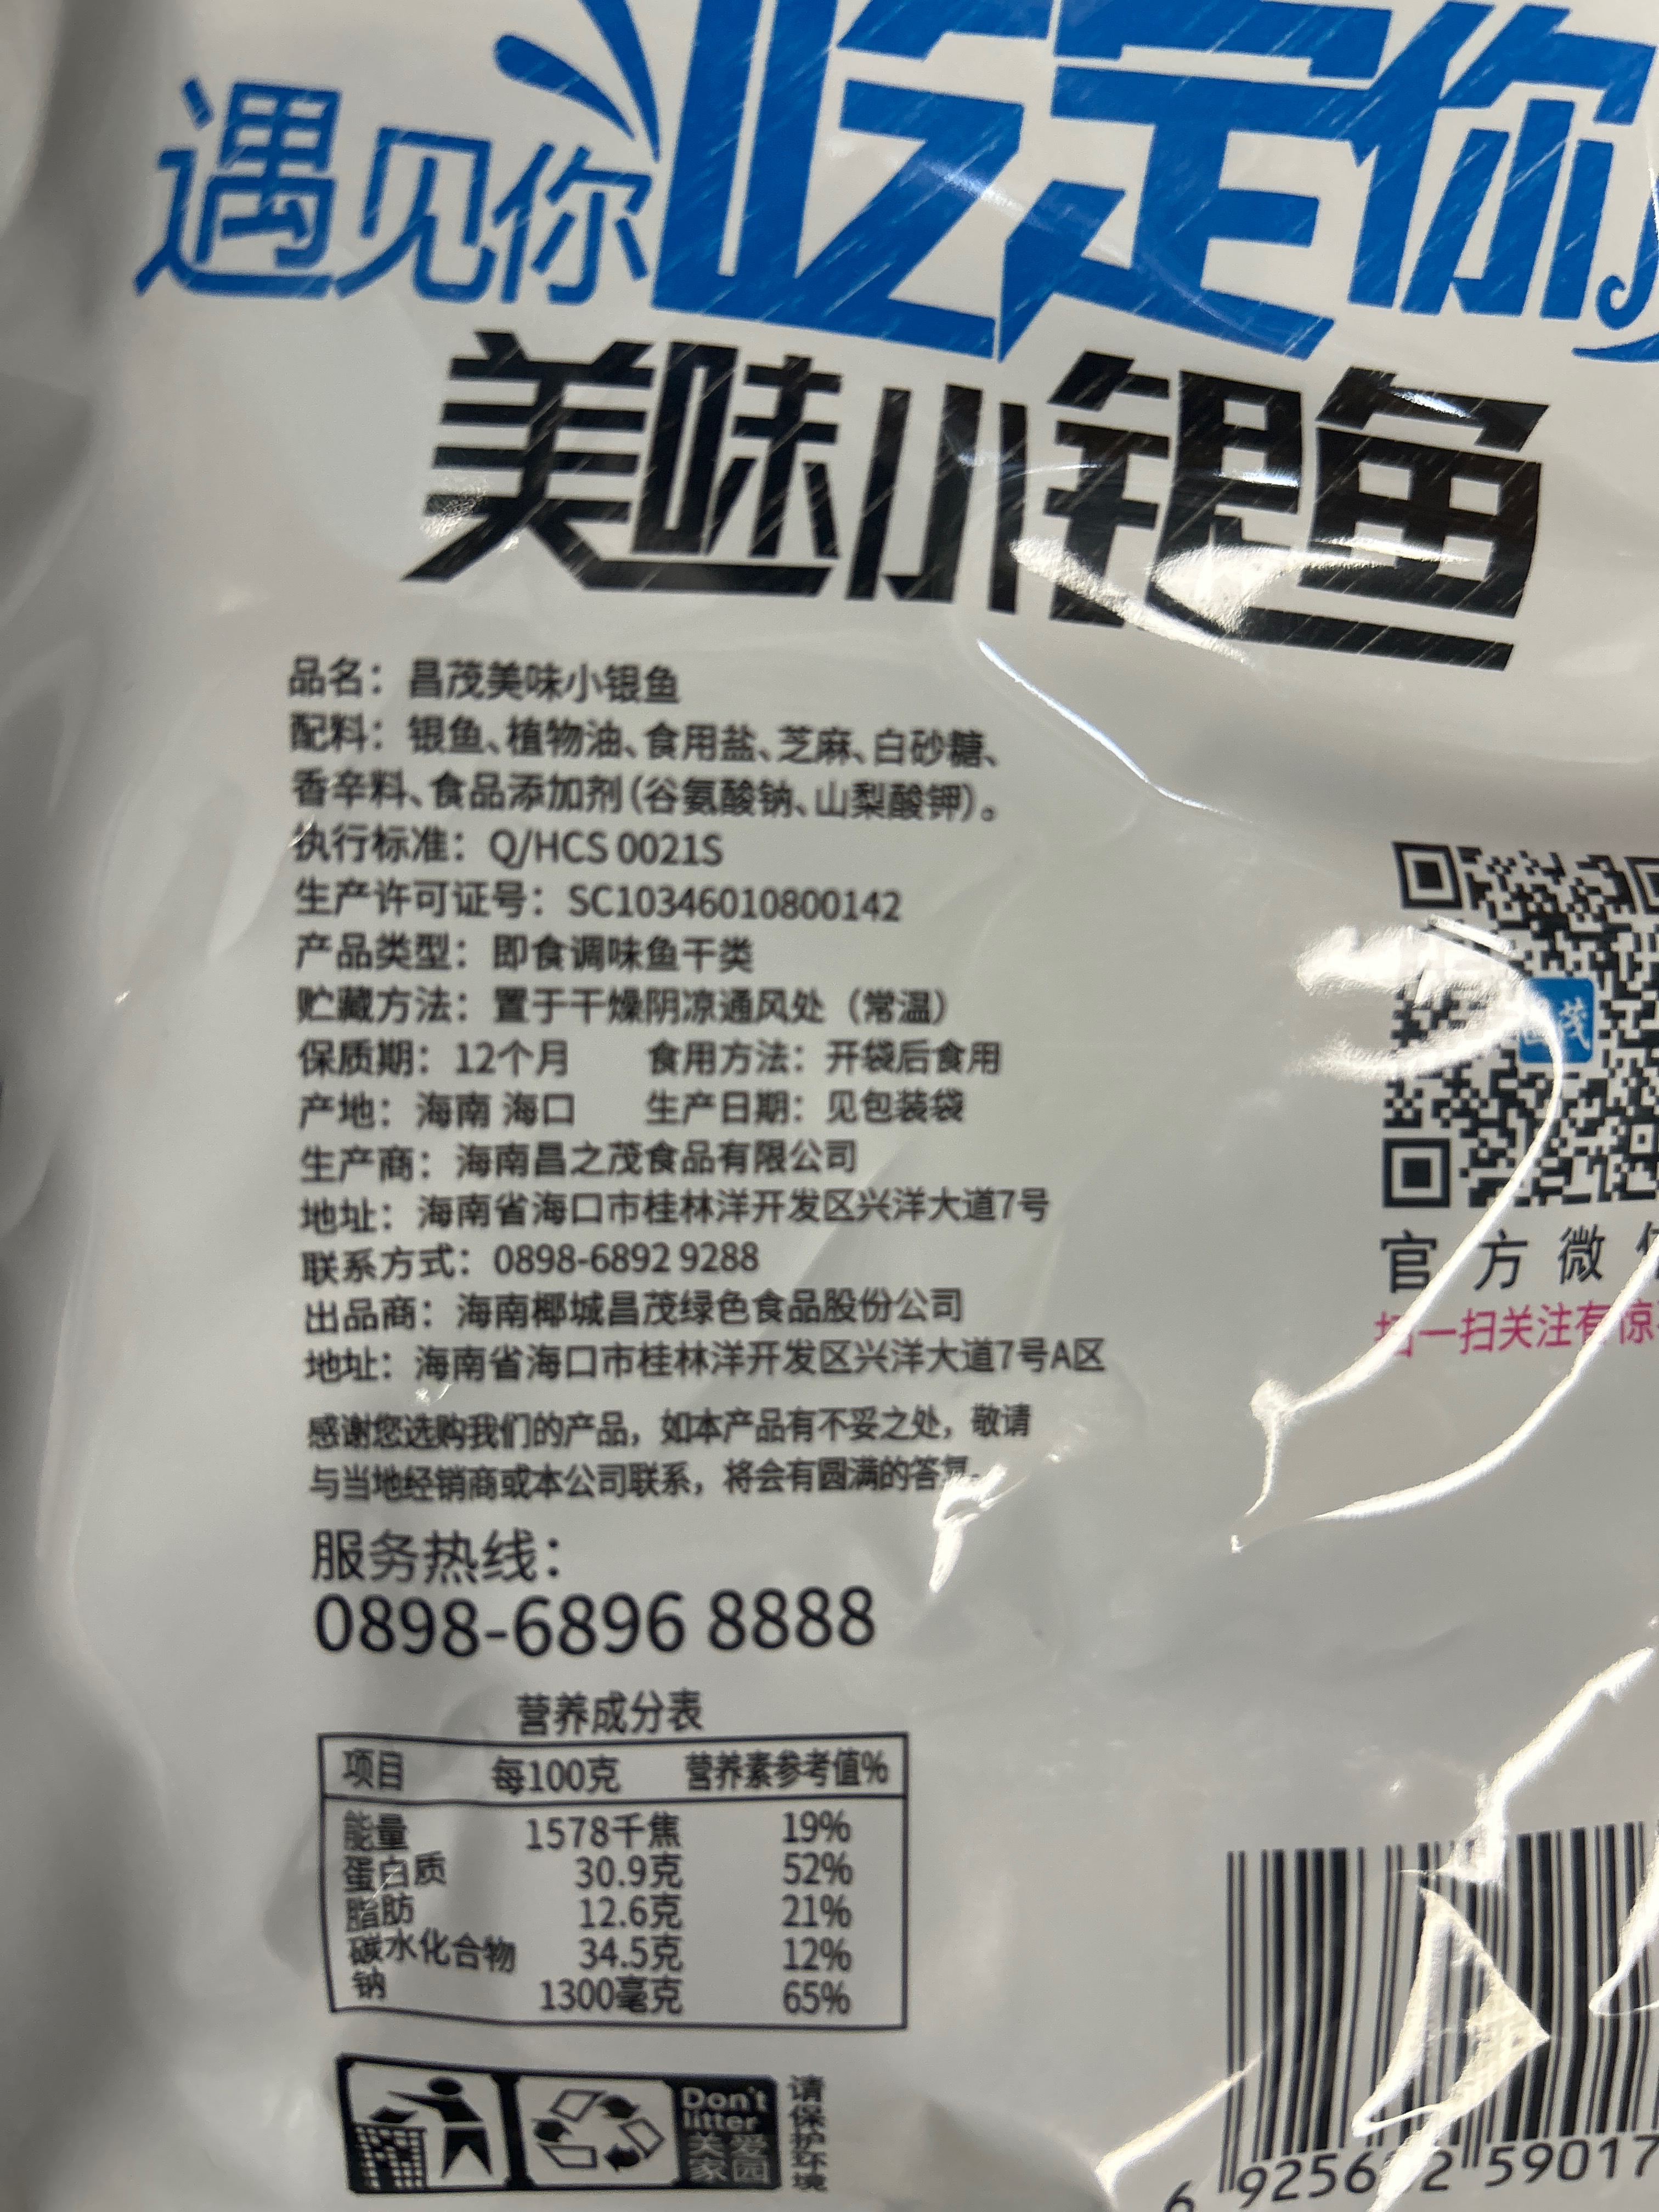 遇见你 吃定你
美味小银鱼
品名：昌茂美味小银鱼
配料：银鱼、植物油、食用盐、芝麻、白砂糖、
香辛料、食品添加剂（谷氨酸钠、山梨酸钾）。
执行标准：Q/HCS 0021S
生产许可证号：SC10346010800142
产品类型：即食调味鱼干类
贮藏方法：置于干燥阴凉通风处（常温）
保质期：12个月 食用方法：开袋后食用
产地：海南 海口 生产日期：见包装袋
生产商：海南昌之茂食品有限公司
地址：海南省海口市桂林洋开发区兴洋大道7号
联系方式：0898-6892 9288
出品商：海南椰城昌茂绿色食品股份公司
地址：海南省海口市桂林洋开发区兴洋大道7号A区
感谢您选购我们的产品，如本产品有不妥之处，敬请
与当地经销商或本公司联系，将会有圆满的答复。
服务热线：
0898-6896 8888
营养成分表
项目 每100克 营养素参考值%
能量 1578千焦 19%
蛋白质 30.9克 52%
脂肪 12.6克 21%
碳水化合物 34.5克 12%
钠 1300毫克 65%
Don't
litter
关爱
家园
请保护环境
茂
官方微
扫一扫关注有惊
6 9256 2 59017